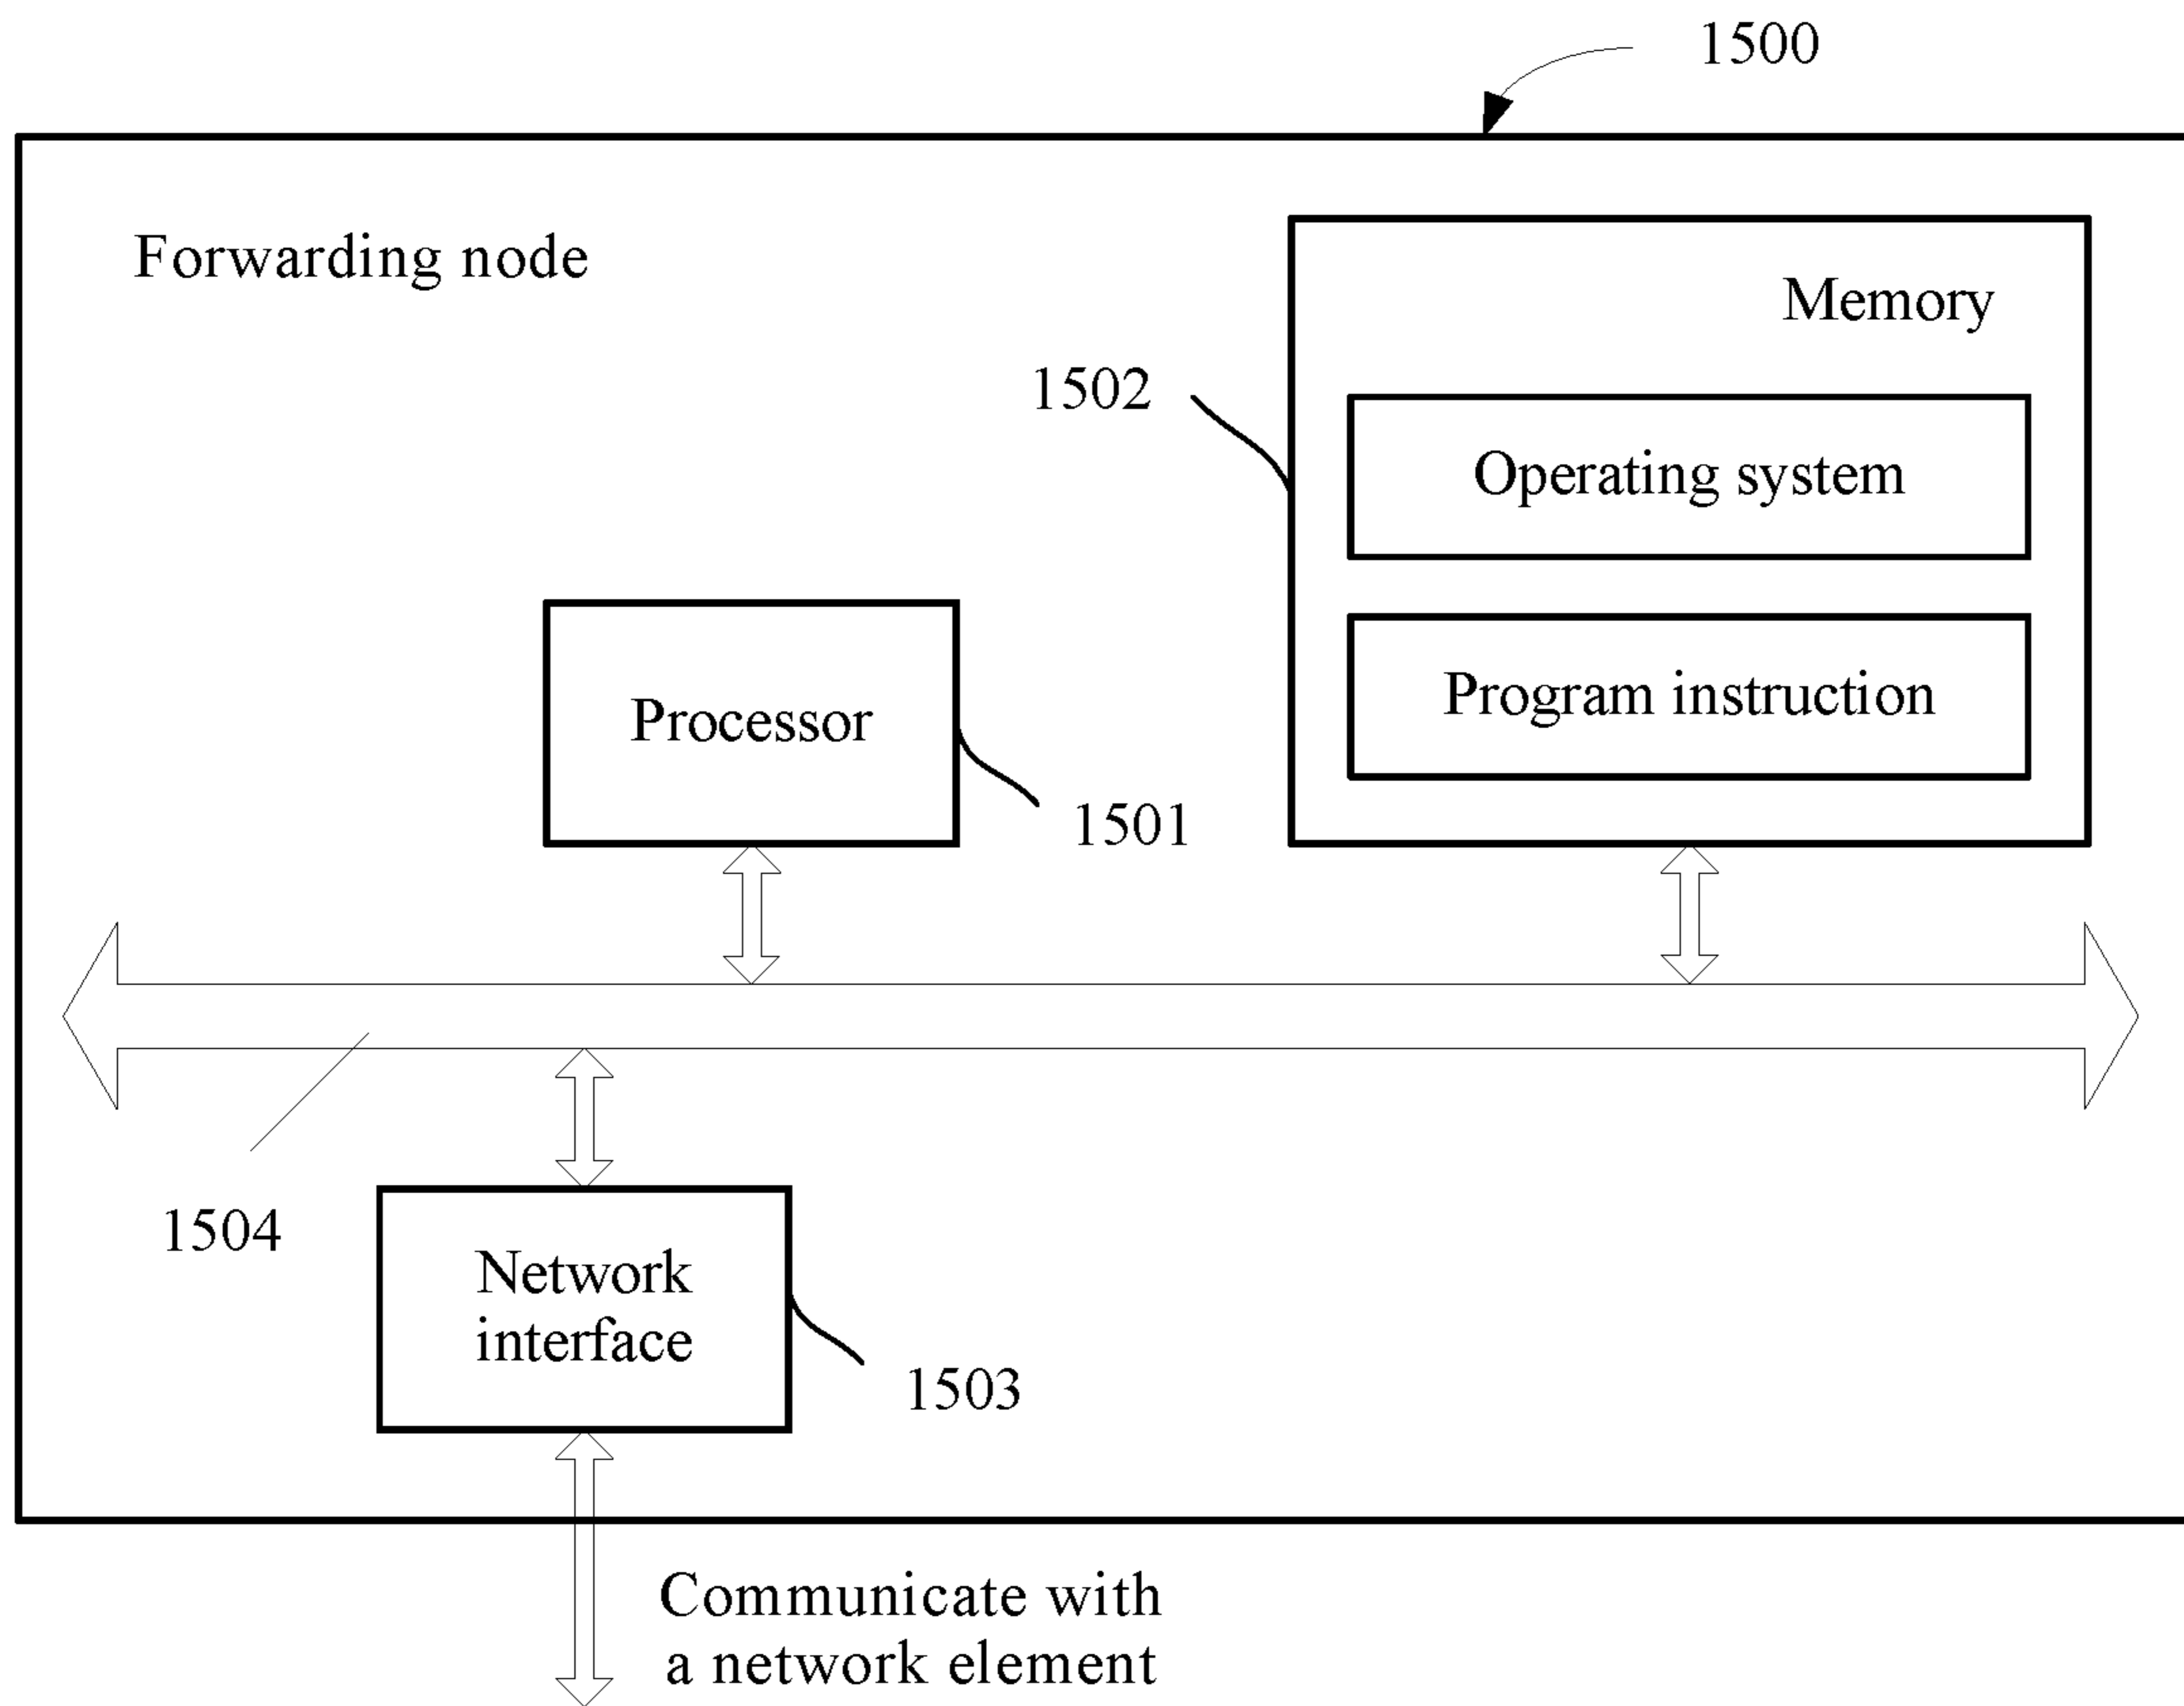 1500
Forwarding node
Memory
1502
Operating system
Program instruction
Processor
1501
1504
Network
interface
1503
Communicate with
a network element